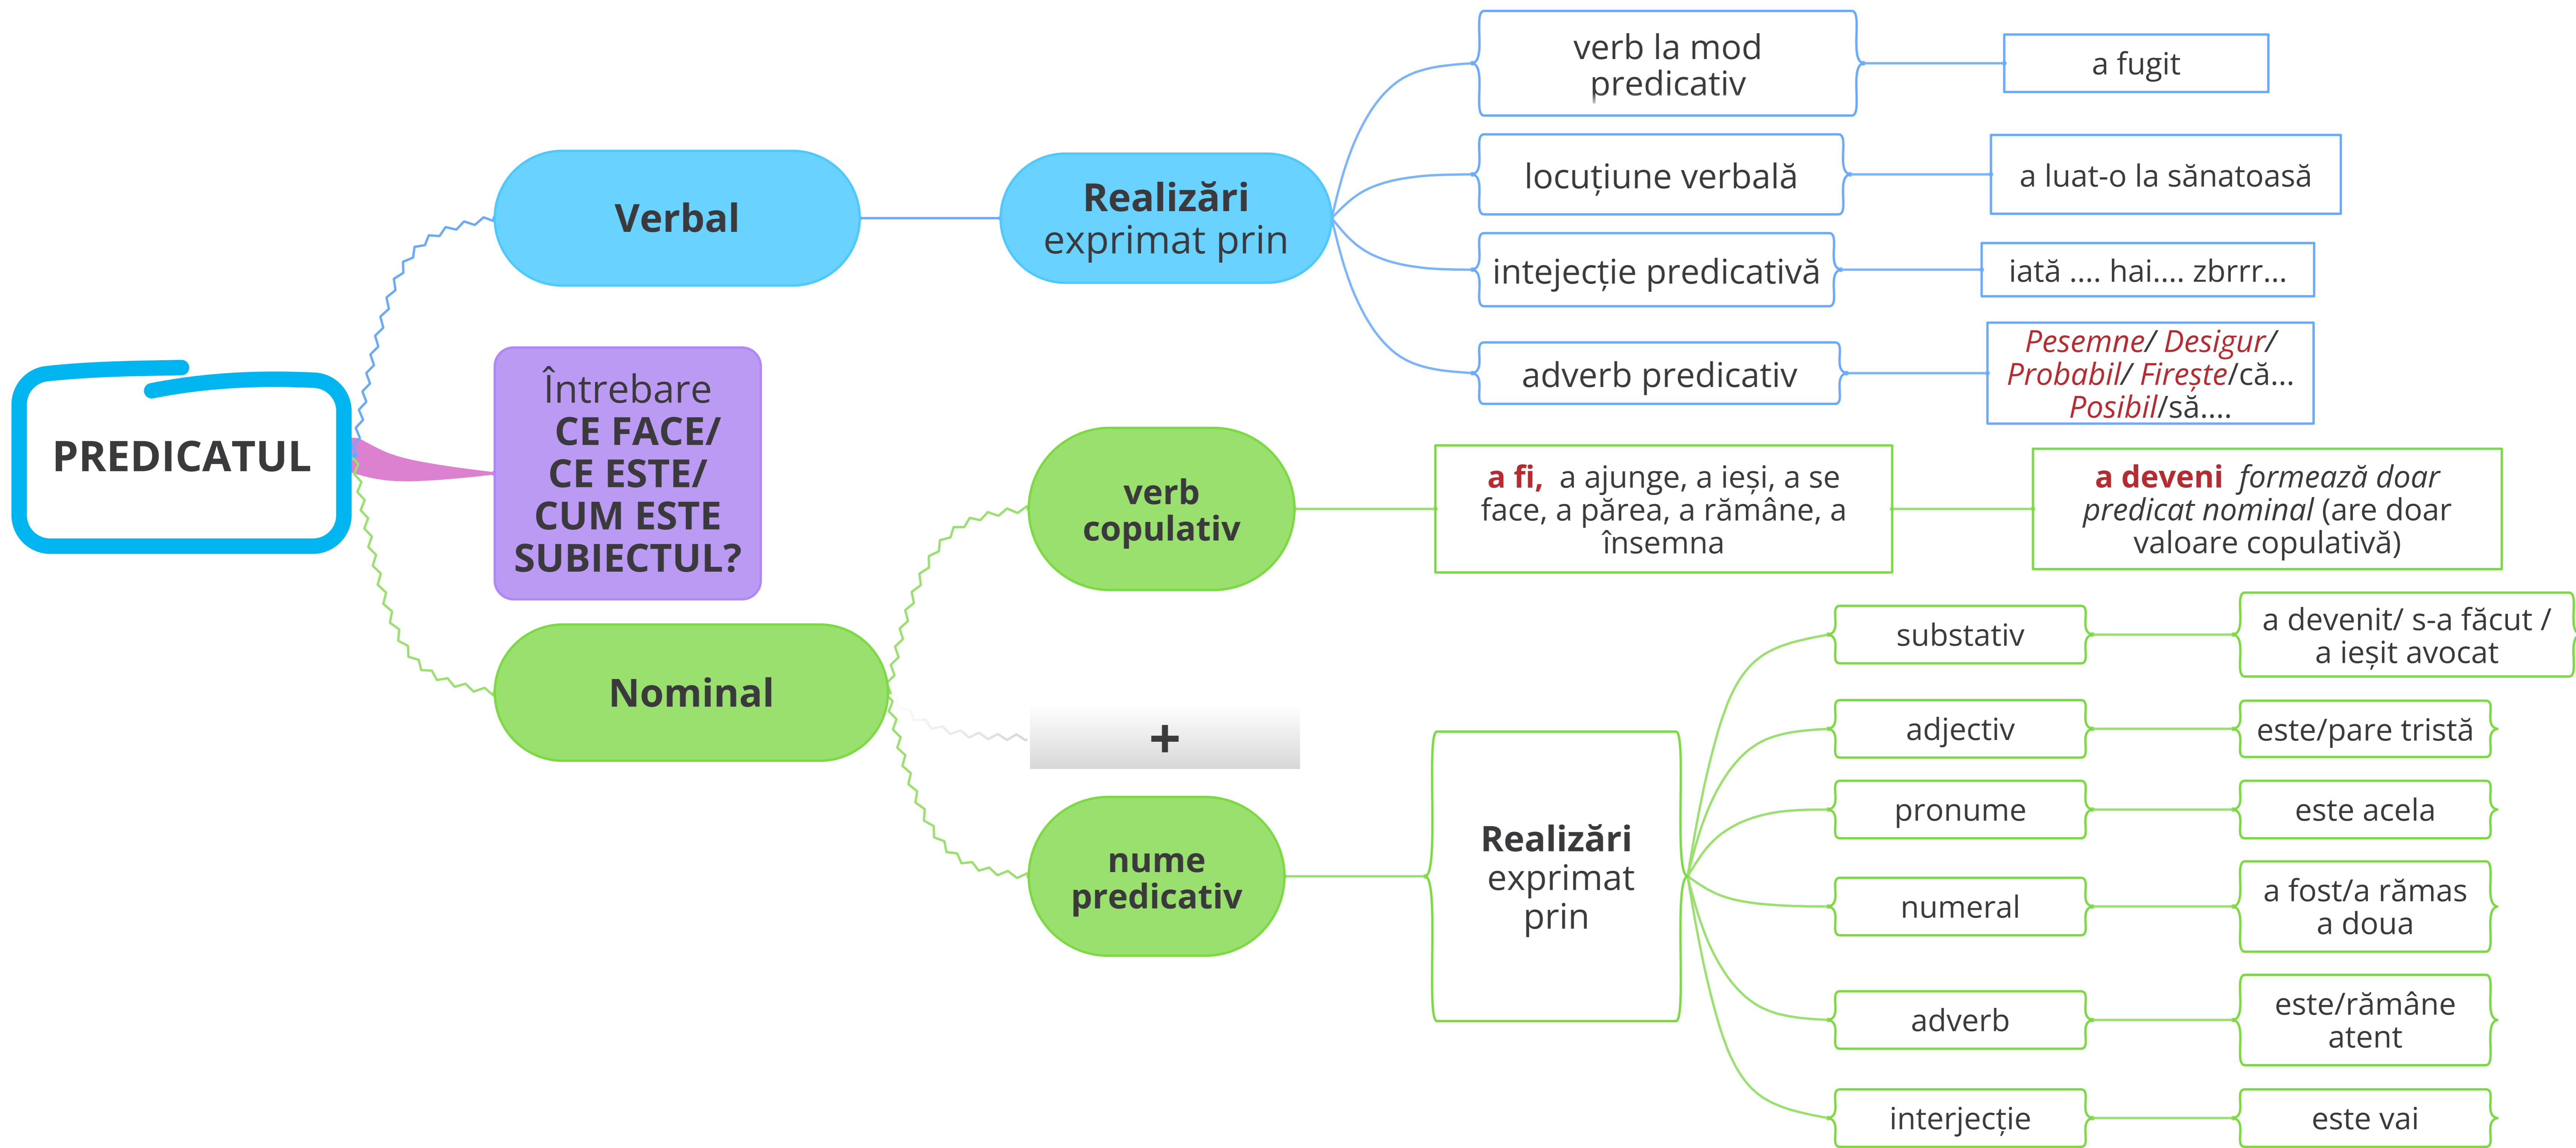 PREDICATUL
Verbal
Realizări
exprimat prin
verb la mod
predicativ
a fugit
locuțiune verbală
a luat-o la sănatoasă
intejecție predicativă
iată .... hai.... zbrrr...
adverb predicativ
Pesemne/ Desigur/
Probabil/ Firește/că...
Posibil/să....
Întrebare
CE FACE/
CE ESTE/
CUM ESTE
SUBIECTUL?
Nominal
verb
copulativ
a fi, a ajunge, a ieși, a se
face, a părea, a rămâne, a
însemna
a deveni formează doar
predicat nominal (are doar
valoare copulativă)
+
nume
predicativ
Realizări
exprimat
prin
substativ
a devenit/ s-a făcut /
a ieșit avocat
adjectiv
este/pare tristă
pronume
este acela
numeral
a fost/a rămas
a doua
adverb
este/rămâne
atent
interjecție
este vai